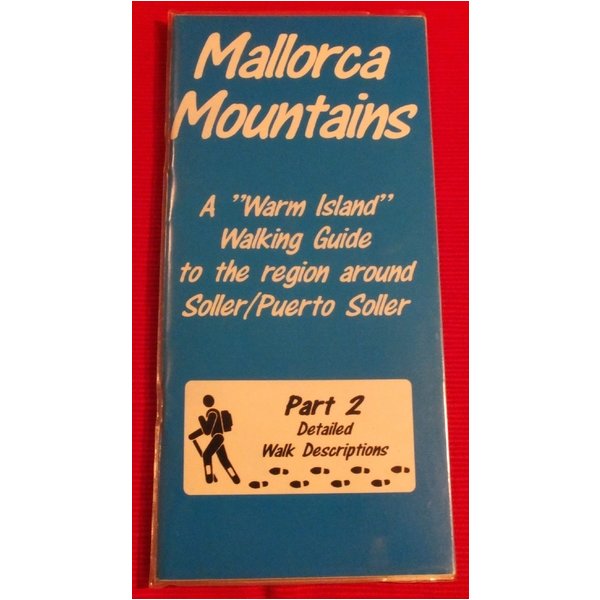 Mallorca
Mountains
A "Warm Island"
Walking Guide
to the region around
Soller/Puerto Soller
Part 2
Detailed
Walk Descriptions